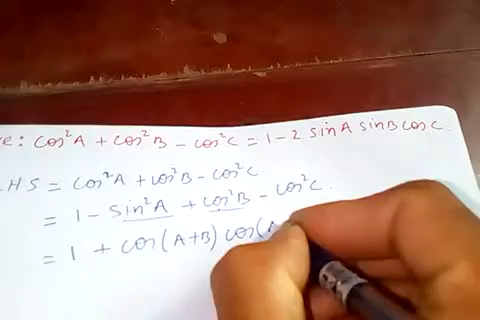 e: cos²A + cos²B - cos²C = 1 - 2 sinA sinB cosC.
LHS = cos²A + cos²B - cos²C
= 1 - sin²A + cos²B - cos²C.
= 1 + cos(A+B) cos(A